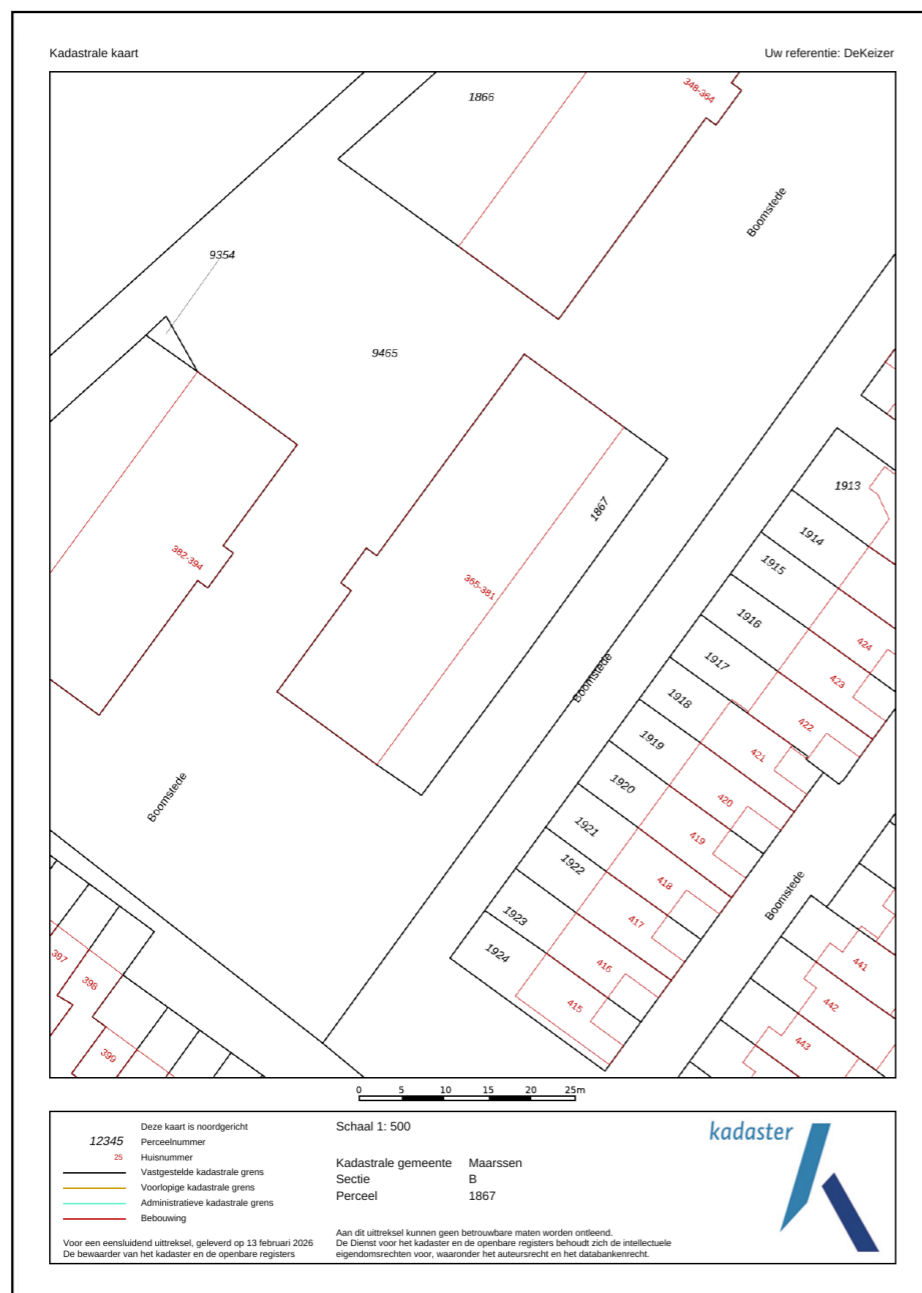 Kadastrale kaart
Uw referentie: DeKeizer
1866
348-364
Boomstede
9354
9465
1913
1867
1914
382-394
365-381
1915
1916
424
1917
423
Boomstede
1918
422
1919
421
1920
420
Boomstede
1921
419
1922
418
1923
417
Boomstede
1924
416
415
397
398
399
441
442
443
0 5 10 15 20 25m
Deze kaart is noordgericht
12345 Perceelnummer
25 Huisnummer
Vastgestelde kadastrale grens
Voorlopige kadastrale grens
Administratieve kadastrale grens
Bebouwing
Voor een eensluidend uittreksel, geleverd op 13 februari 2026
De bewaarder van het kadaster en de openbare registers
Schaal 1: 500
Kadastrale gemeente Maarssen
Sectie B
Perceel 1867
Aan dit uittreksel kunnen geen betrouwbare maten worden ontleend.
De Dienst voor het kadaster en de openbare registers behoudt zich de intellectuele
eigendomsrechten voor, waaronder het auteursrecht en het databankenrecht.
kadaster